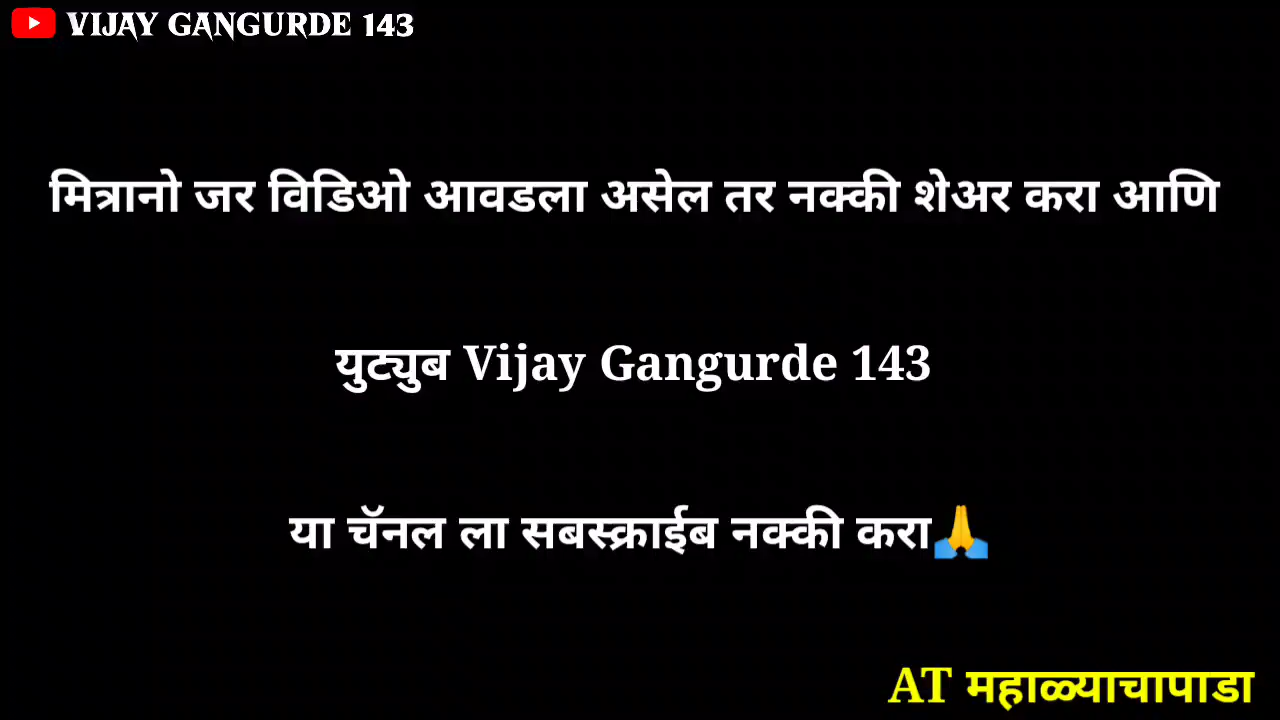 VIJAY GANGURDE 143
मित्रानो जर विडिओ आवडला असेल तर नक्की शेअर करा आणि
युट्युब Vijay Gangurde 143
या चॅनल ला सबस्क्राईब नक्की करा🙏
AT महाळ्याचापाडा